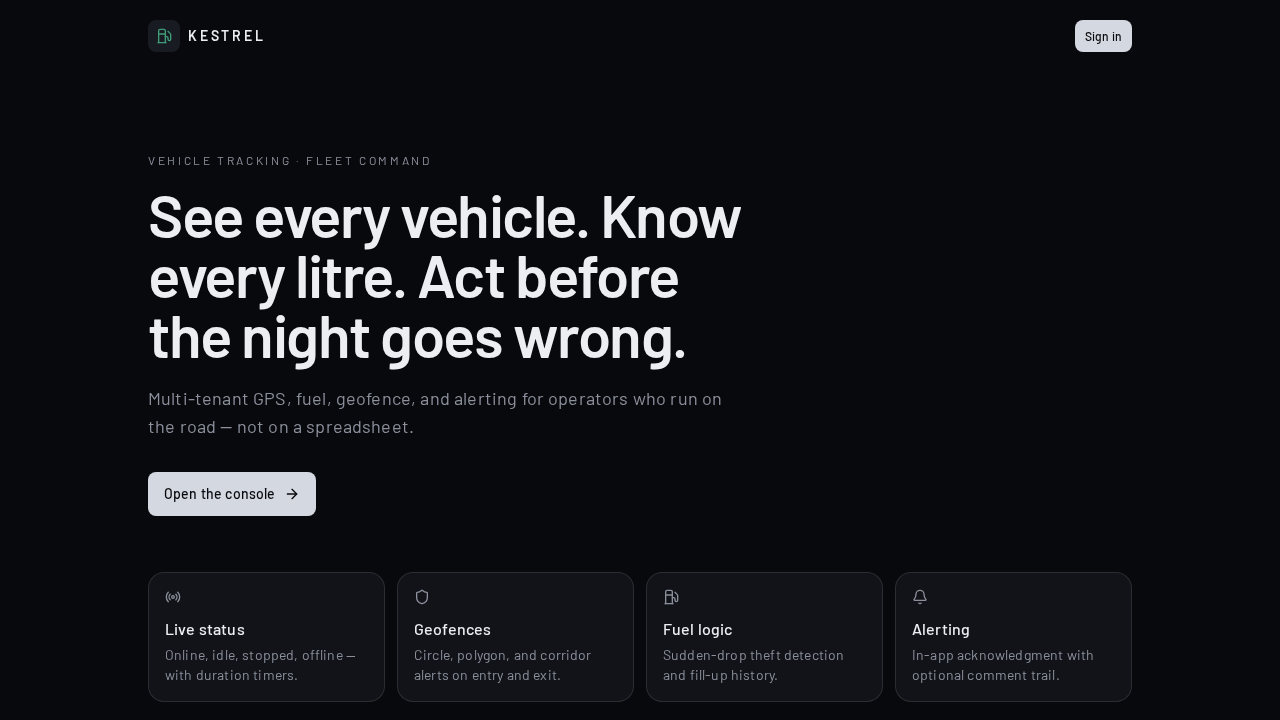 KESTREL
Sign in
VEHICLE TRACKING · FLEET COMMAND
See every vehicle. Know
every litre. Act before
the night goes wrong.
Multi-tenant GPS, fuel, geofence, and alerting for operators who run on
the road — not on a spreadsheet.
Open the console
Live status
Online, idle, stopped, offline —
with duration timers.
Geofences
Circle, polygon, and corridor
alerts on entry and exit.
Fuel logic
Sudden-drop theft detection
and fill-up history.
Alerting
In-app acknowledgment with
optional comment trail.